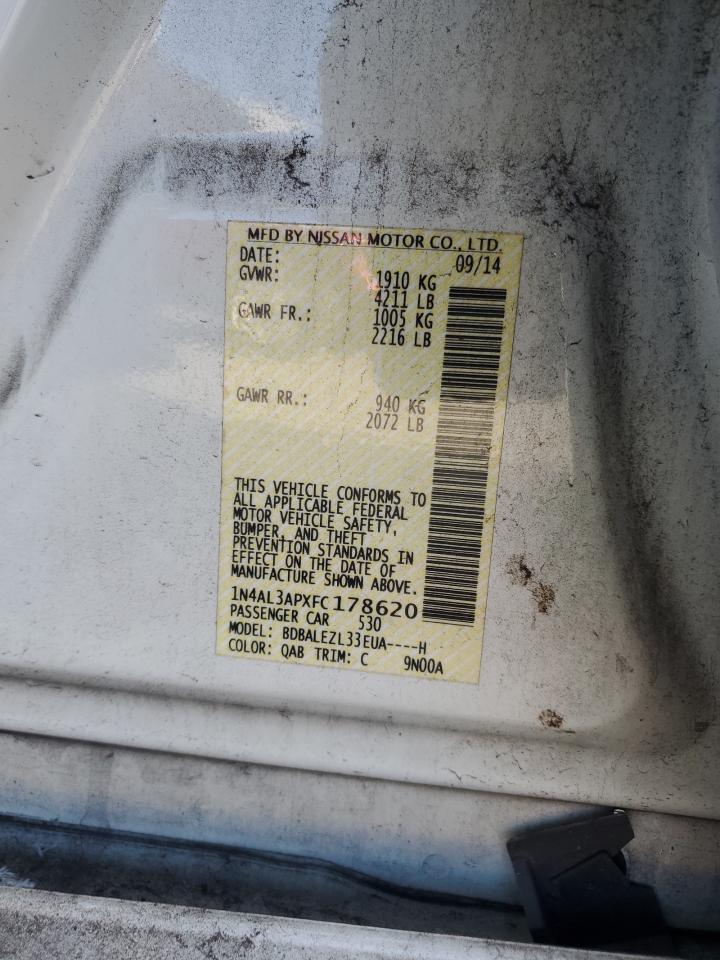 MFD BY NISSAN MOTOR CO., LTD.
DATE: 09/14
GVWR: 1910 KG
4211 LB
GAWR FR.: 1005 KG
2216 LB
GAWR RR.: 940 KG
2072 LB
THIS VEHICLE CONFORMS TO
ALL APPLICABLE FEDERAL
MOTOR VEHICLE SAFETY,
BUMPER, AND THEFT
PREVENTION STANDARDS IN
EFFECT ON THE DATE OF
MANUFACTURE SHOWN ABOVE.
1N4AL3APXFC178620
PASSENGER CAR 530
MODEL: BDBALEZL33EUA----H
COLOR: QAB TRIM: C 9N00A